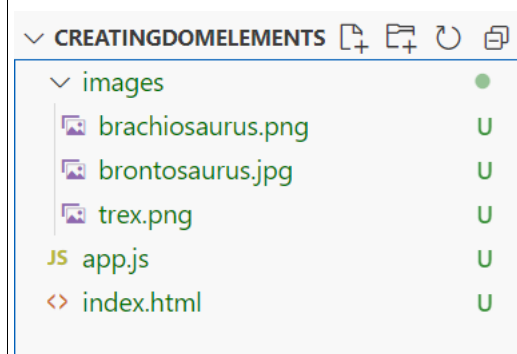 CREATINGDOMELEMENTS
images
brachiosaurus.png U
brontosaurus.jpg U
trex.png U
JS app.js U
<> index.html U